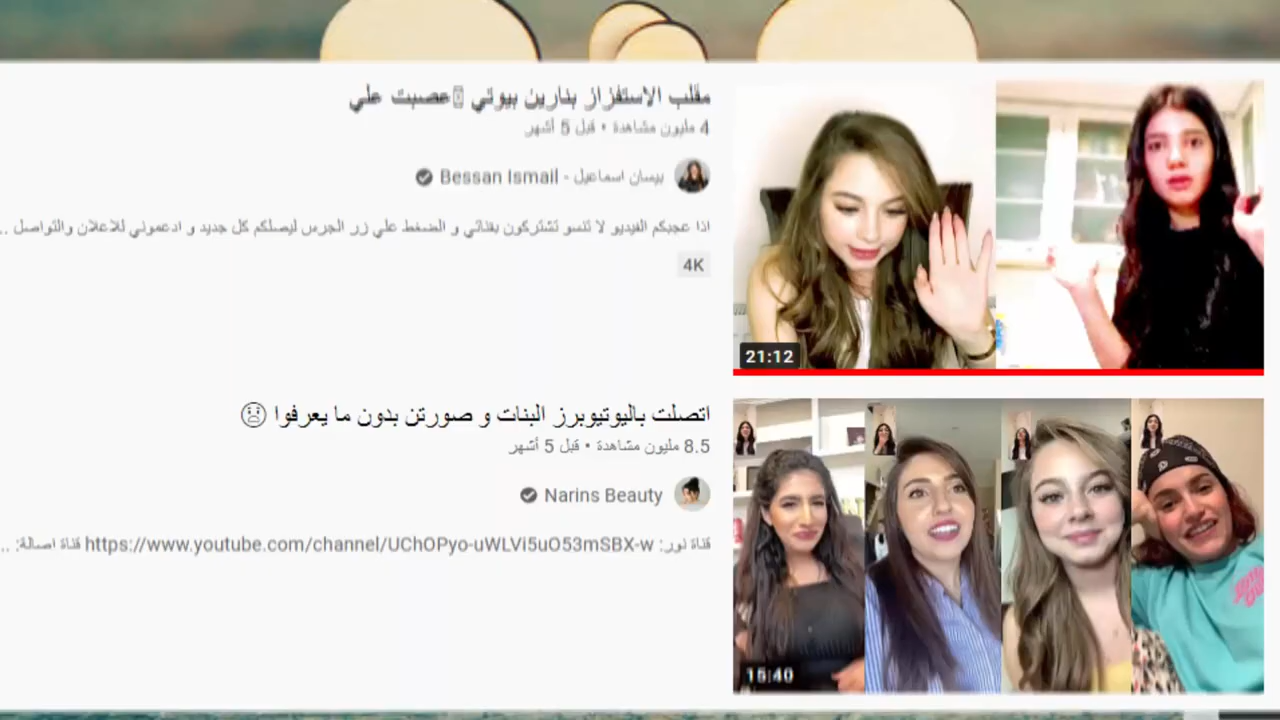 مقلب الاستفزاز بنارين بيوتي عصبت علي
4 مليون مشاهدة • قبل 5 أشهر
بيسان اسماعيل - Bessan Ismail
اذا عجبكم الفيديو لا تنسو تشتركون بقناتي و الضغط علي زر الجرس ليصلكم كل جديد و ادعموني للاعلان والتواصل ..
4K
21:12
اتصلت باليوتيوبرز البنات و صورتن بدون ما يعرفوا 😢
8.5 مليون مشاهدة • قبل 5 أشهر
Narins Beauty
قناة نور: https://www.youtube.com/channel/UChOPyo-uWLVi5uO53mSBX-w قناة اصالة: ..
15:40